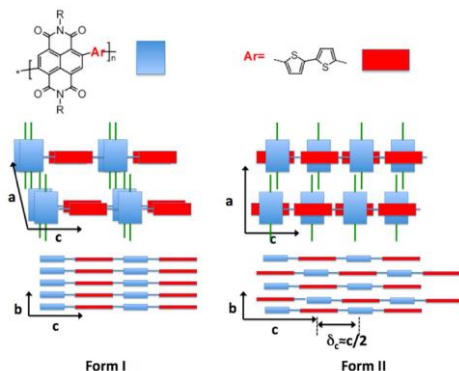 R
O N O
Ar
* n
O N O
R
Ar= S S
a
c
a
c
b
c
b
c
δc≈c/2
Form I
Form II